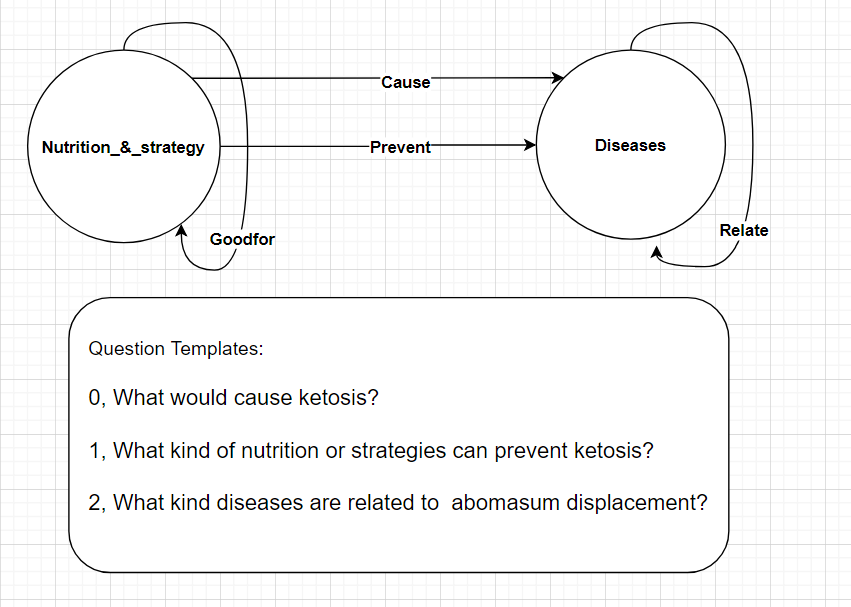 Cause
Nutrition_&_strategy
Prevent
Diseases
Goodfor
Relate
Question Templates:
0, What would cause ketosis?
1, What kind of nutrition or strategies can prevent ketosis?
2, What kind diseases are related to  abomasum displacement?